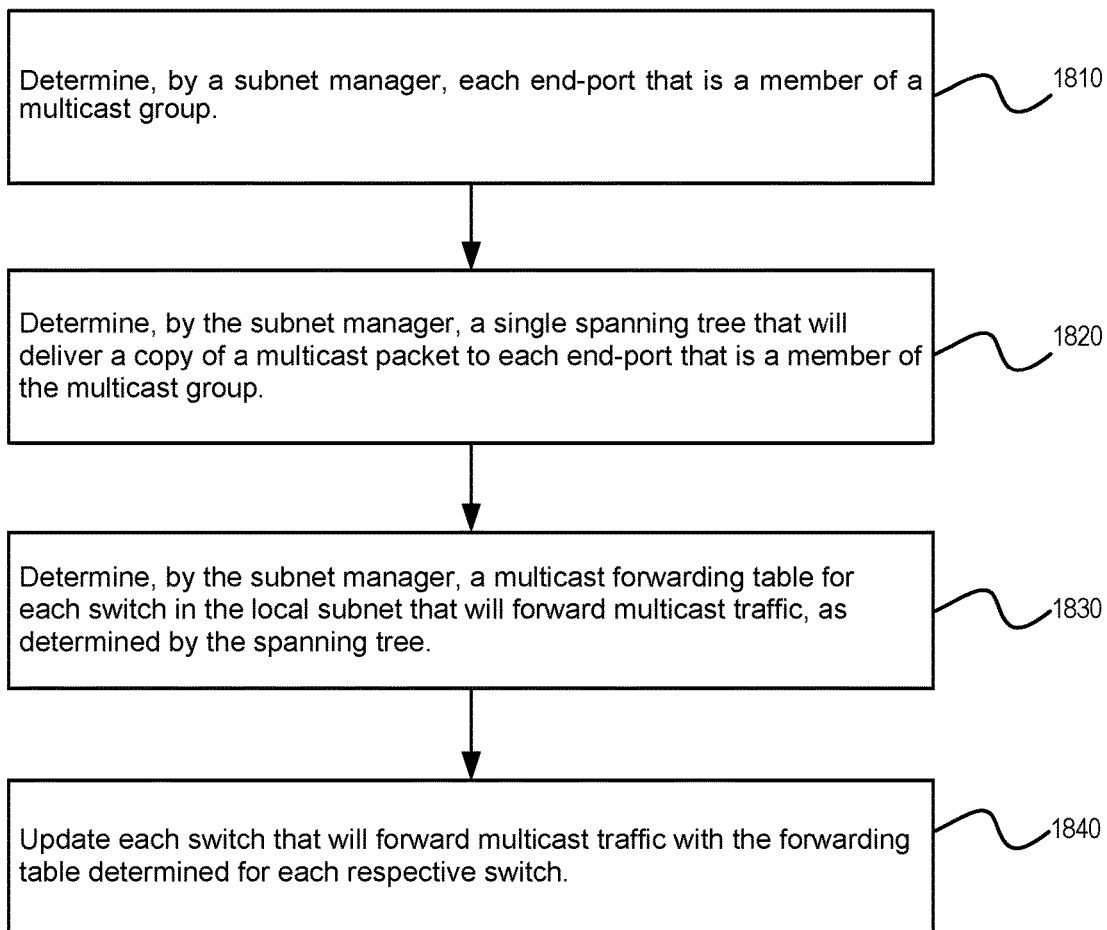 Determine, by a subnet manager, each end-port that is a member of a
multicast group.
1810
Determine, by the subnet manager, a single spanning tree that will
deliver a copy of a multicast packet to each end-port that is a member of
the multicast group.
1820
Determine, by the subnet manager, a multicast forwarding table for
each switch in the local subnet that will forward multicast traffic, as
determined by the spanning tree.
1830
Update each switch that will forward multicast traffic with the forwarding
table determined for each respective switch.
1840